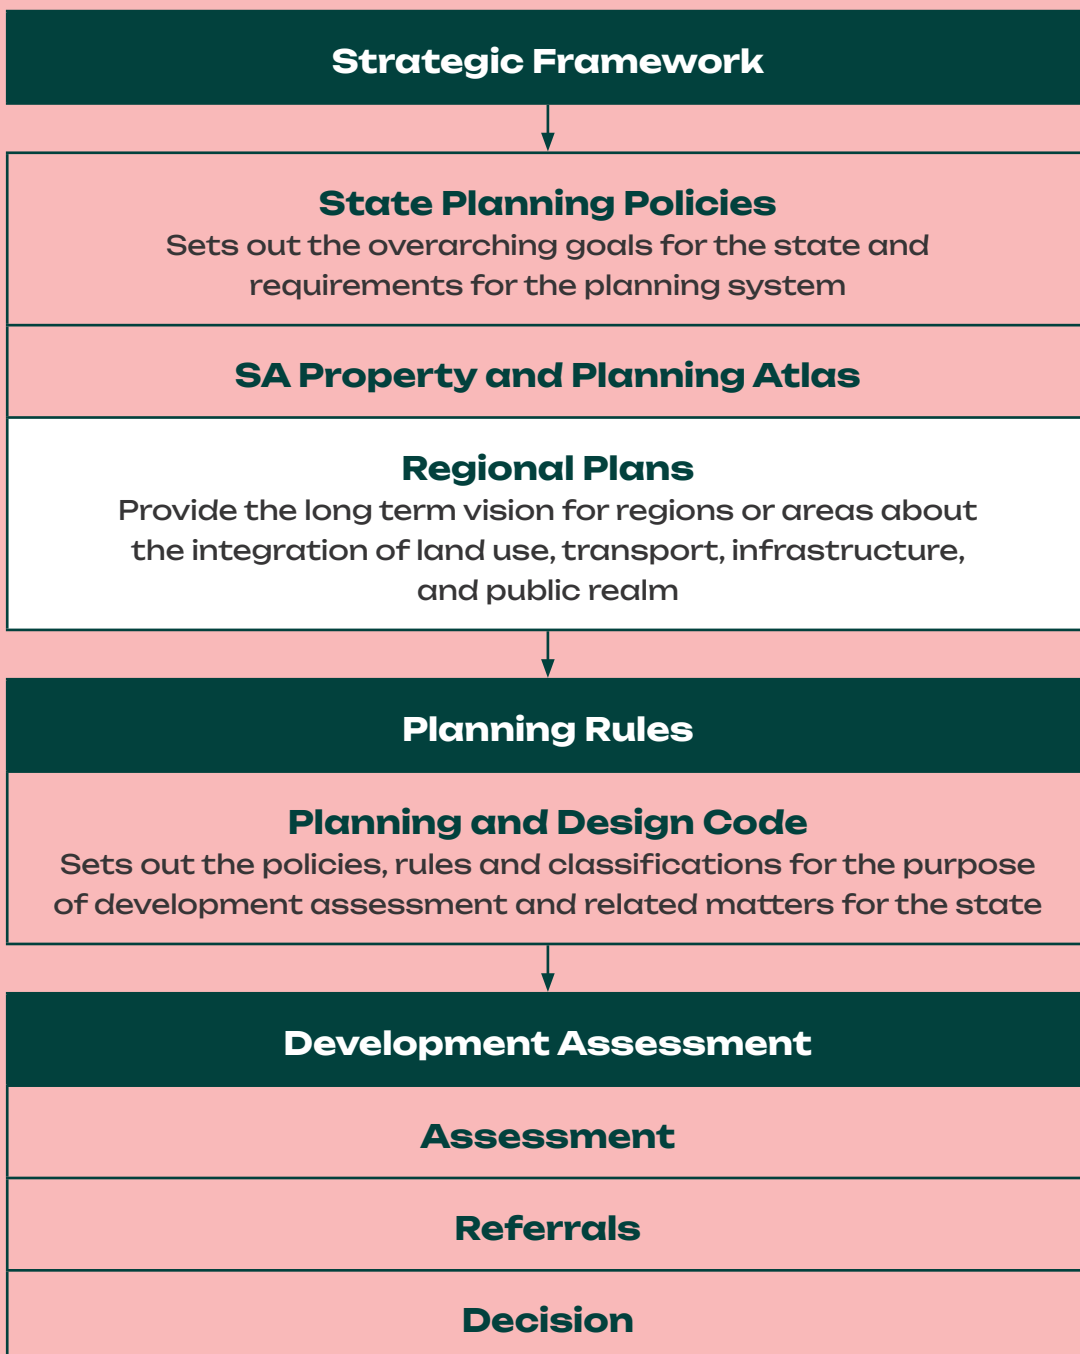 Strategic Framework
State Planning Policies
Sets out the overarching goals for the state and
requirements for the planning system
SA Property and Planning Atlas
Regional Plans
Provide the long term vision for regions or areas about
the integration of land use, transport, infrastructure,
and public realm
Planning Rules
Planning and Design Code
Sets out the policies, rules and classifications for the purpose
of development assessment and related matters for the state
Development Assessment
Assessment
Referrals
Decision